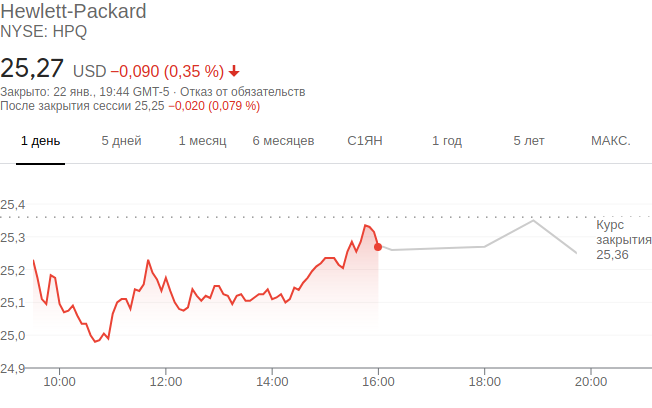 Hewlett-Packard
NYSE: HPQ
25,27 USD −0,090 (0,35 %)
Закрыто: 22 янв., 19:44 GMT-5 · Отказ от обязательств
После закрытия сессии 25,25 −0,020 (0,079 %)
1 день 5 дней 1 месяц 6 месяцев С1ЯН 1 год 5 лет МАКС.
25,4
Курс
закрытия
25,36
25,3
25,2
25,1
25,0
24,9
10:00 12:00 14:00 16:00 18:00 20:00